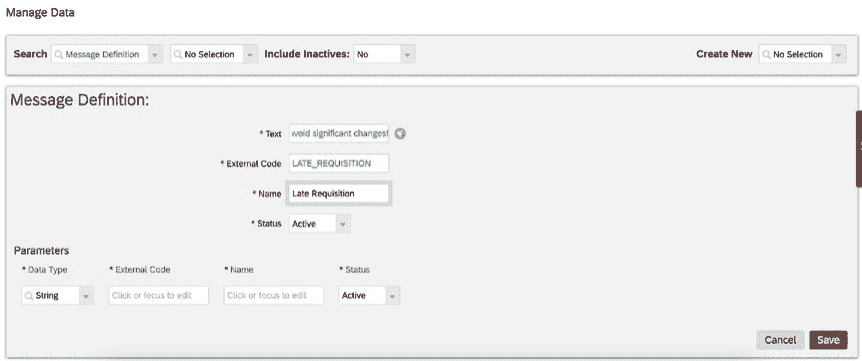 Manage Data
Search Message Definition No Selection Include Inactives: No Create New No Selection
Message Definition:
* Text void significant changes!
* External Code LATE_REQUISITION
* Name Late Requisition
* Status Active
Parameters
* Data Type * External Code * Name * Status
String Click or focus to edit Click or focus to edit Active
Cancel Save